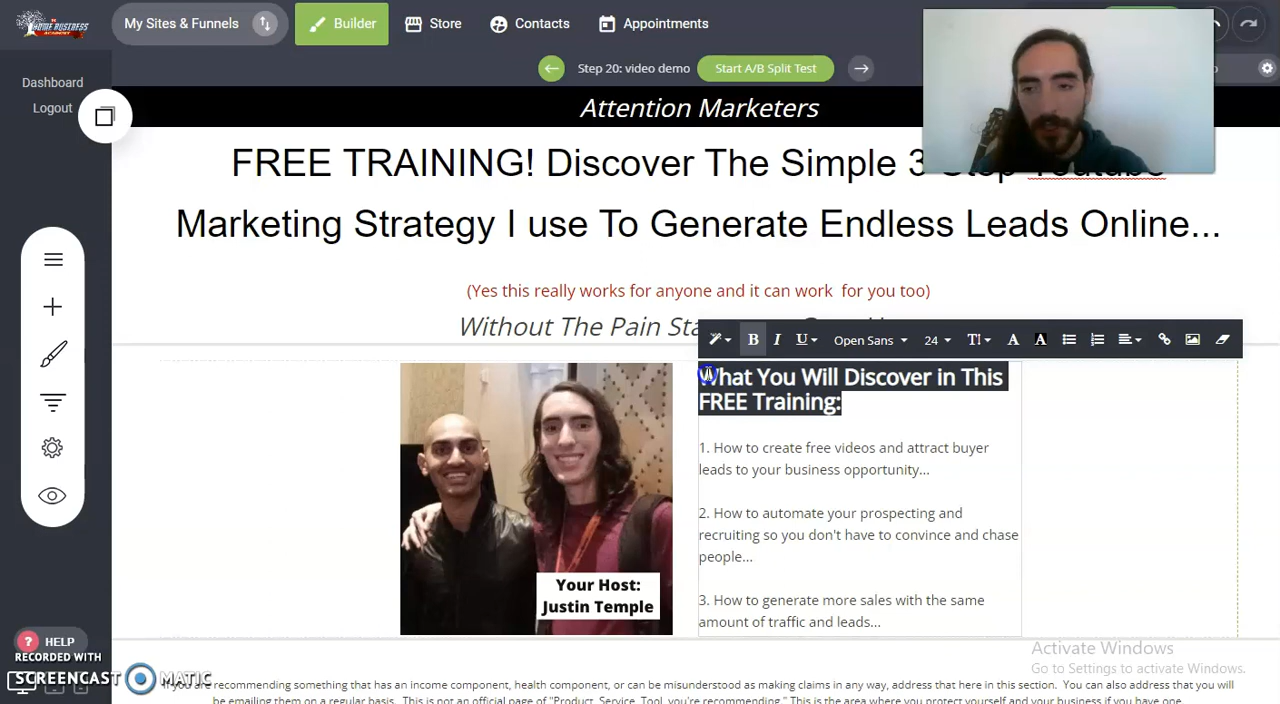 HOME BUSINESS
ACADEMY
My Sites & Funnels
Builder
Store
Contacts
Appointments
Dashboard
Logout
Step 20: video demo
Start A/B Split Test
Attention Marketers
FREE TRAINING! Discover The Simple 3 Step Youtube
Marketing Strategy I use To Generate Endless Leads Online...
(Yes this really works for anyone and it can work for you too)
Without The Pain
B I U Open Sans 24 T! A A
What You Will Discover in This
FREE Training:
1. How to create free videos and attract buyer
leads to your business opportunity...
2. How to automate your prospecting and
recruiting so you don't have to convince and chase
people...
3. How to generate more sales with the same
amount of traffic and leads...
Your Host:
Justin Temple
? HELP
RECORDED WITH
SCREENCAST MATIC
Activate Windows
Go to Settings to activate Windows.
If you are recommending something that has an income component, health component, or can be misunderstood as making claims in any way, address that here in this section. You can also address that you will
be emailing them on a regular basis. This is not an official page of "Product, Service, Tool, you're recommending." This is the area where you protect yourself and your business if you have one.